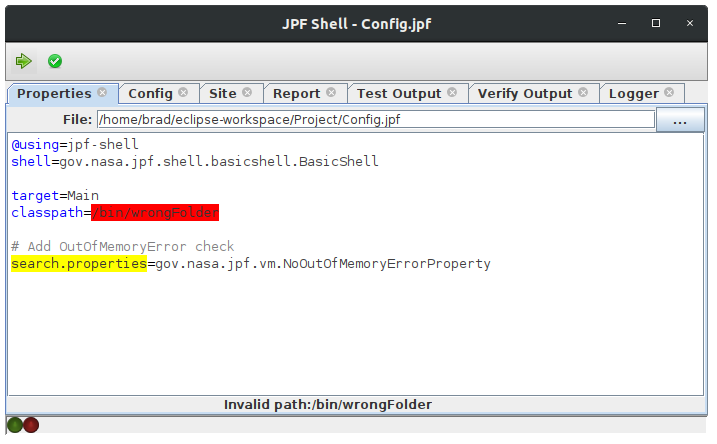 JPF Shell - Config.jpf
Properties Config Site Report Test Output Verify Output Logger
File: /home/brad/eclipse-workspace/Project/Config.jpf ...
@using=jpf-shell
shell=gov.nasa.jpf.shell.basicshell.BasicShell
target=Main
classpath=/bin/wrongFolder
# Add OutOfMemoryError check
search.properties=gov.nasa.jpf.vm.NoOutOfMemoryErrorProperty
Invalid path:/bin/wrongFolder